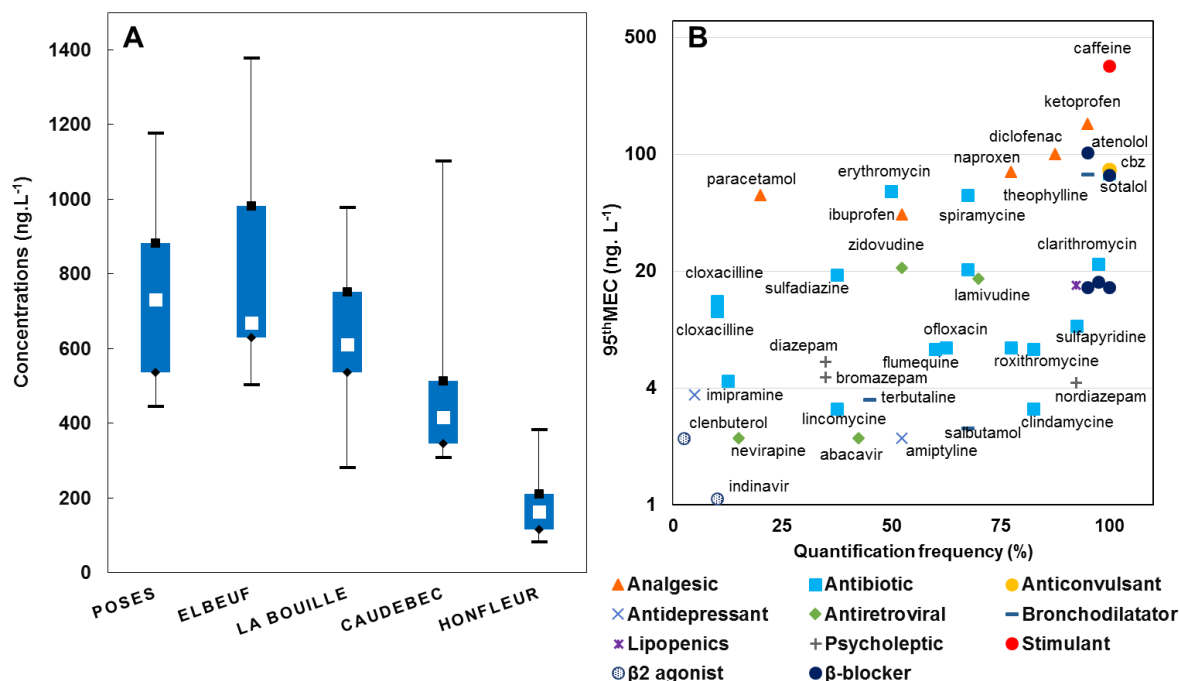 A
Concentrations (ng.L-1)
1400
1200
1000
800
600
400
200
0
POSES
ELBEUF
LA BOUILLE
CAUDEBEC
HONFLEUR
B
95thMEC (ng. L-1)
500
100
20
4
1
caffeine
ketoprofen
diclofenac
atenolol
naproxen
cbz
erythromycin
paracetamol
theophylline
sotalol
ibuprofen
spiramycine
zidovudine
clarithromycin
cloxacilline
sulfadiazine
lamivudine
cloxacilline
ofloxacin
sulfapyridine
diazepam
flumequine
roxithromycine
bromazepam
imipramine
terbutaline
nordiazepam
clenbuterol
lincomycine
salbutamol
clindamycine
nevirapine
abacavir
amiptyline
indinavir
0
25
50
75
100
Quantification frequency (%)
Analgesic
Antibiotic
Anticonvulsant
Antidepressant
Antiretroviral
Bronchodilatator
Lipopenics
Psycholeptic
Stimulant
β2 agonist
β-blocker